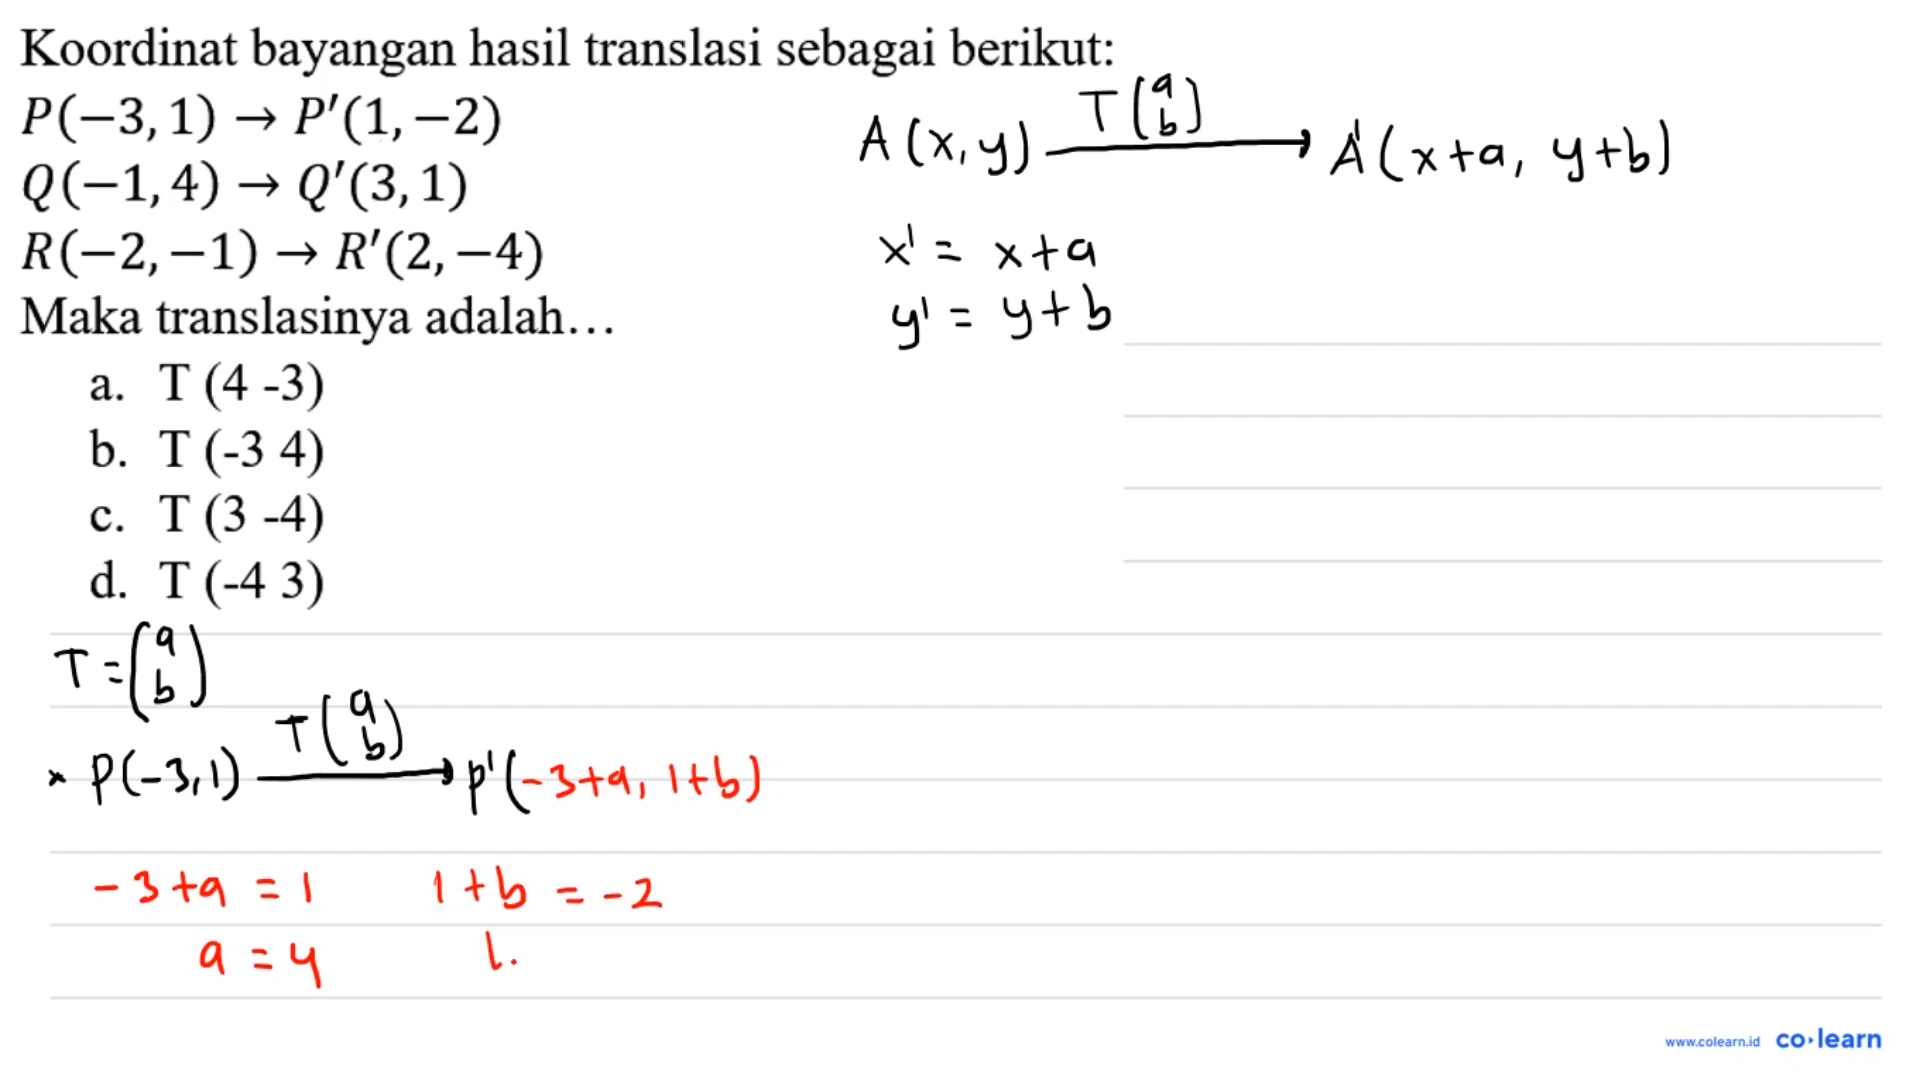 Koordinat bayangan hasil translasi sebagai berikut:
P(−3, 1) → P′(1, −2)
Q(−1, 4) → Q′(3, 1)
R(−2, −1) → R′(2, −4)
Maka translasinya adalah…
a. T (4 -3)
b. T (-3 4)
c. T (3 -4)
d. T (-4 3)
A(x, y) T(a b) → A'(x+a, y+b)
x' = x+a
y' = y+b
T = (a b)
× P(-3, 1) T(a b) → P'(-3+a, 1+b)
-3+a = 1 1+b = -2
a = 4
www.colearn.id co·learn